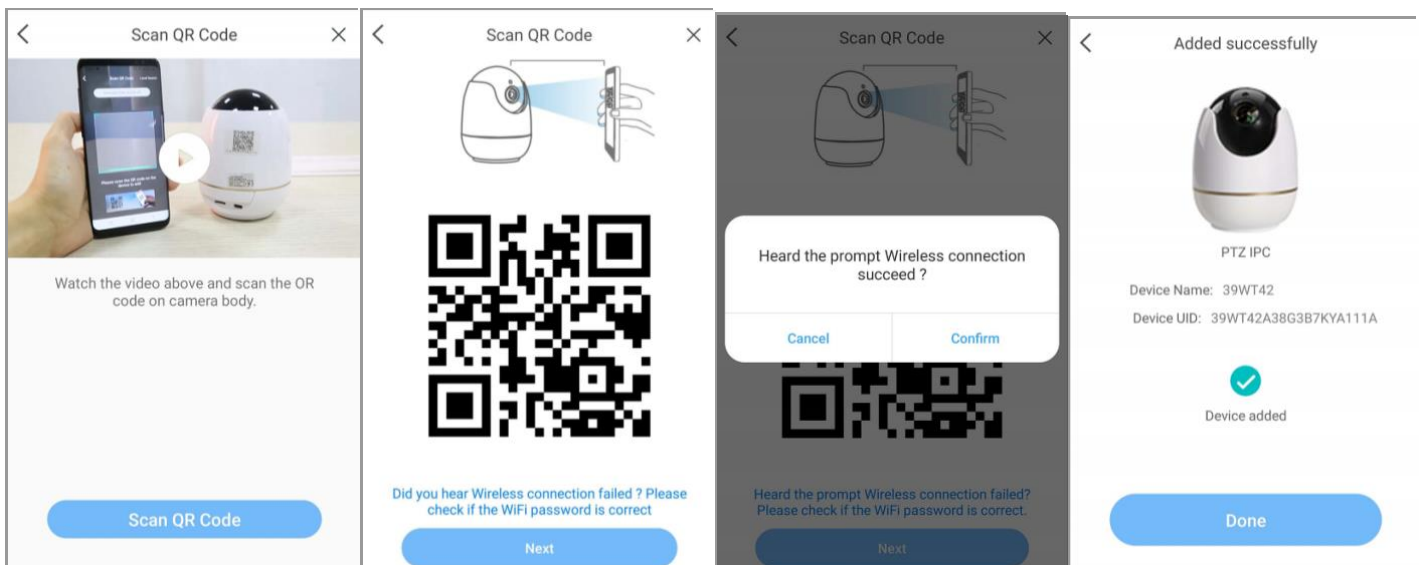 Scan QR Code
Watch the video above and scan the QR
code on camera body.
Scan QR Code
Scan QR Code
Did you hear Wireless connection failed ? Please
check if the WiFi password is correct
Next
Scan QR Code
Heard the prompt Wireless connection
succeed ?
Cancel
Confirm
Heard the prompt Wireless connection failed?
Please check if the WiFi password is correct.
Next
Added successfully
PTZ IPC
Device Name: 39WT42
Device UID: 39WT42A38G3B7KYA111A
Device added
Done